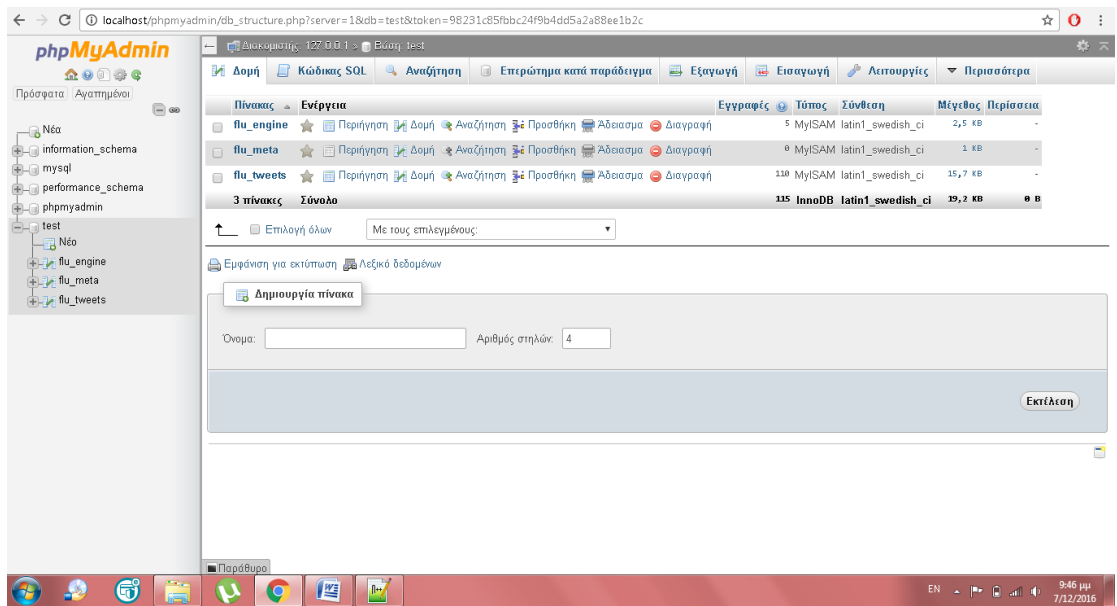 localhost/phpmyadmin/db_structure.php?server=1&db=test&token=98231c85fbbc24f9b4dd5a2a88ee1b2c
phpMyAdmin
Πρόσφατα Αγαπημένοι
Νέα
information_schema
mysql
performance_schema
phpmyadmin
test
Νέο
flu_engine
flu_meta
flu_tweets
Διακομιστής: 127.0.0.1 » Βάση: test
Δομή Κώδικας SQL Αναζήτηση Επερώτημα κατά παράδειγμα Εξαγωγή Εισαγωγή Λειτουργίες Περισσότερα
Πίνακας Ενέργεια Εγγραφές Τύπος Σύνθεση Μέγεθος Περίσσεια
flu_engine Περιήγηση Δομή Αναζήτηση Προσθήκη Άδειασμα Διαγραφή 5 MyISAM latin1_swedish_ci 2,5 KB -
flu_meta Περιήγηση Δομή Αναζήτηση Προσθήκη Άδειασμα Διαγραφή 0 MyISAM latin1_swedish_ci 1 KB -
flu_tweets Περιήγηση Δομή Αναζήτηση Προσθήκη Άδειασμα Διαγραφή 110 MyISAM latin1_swedish_ci 15,7 KB -
3 πίνακες Σύνολο 115 InnoDB latin1_swedish_ci 19,2 KB 0 B
Επιλογή όλων Με τους επιλεγμένους:
Εμφάνιση για εκτύπωση Λεξικό δεδομένων
Δημιουργία πίνακα
Όνομα: Αριθμός στηλών: 4
Εκτέλεση
Παράθυρο
EN 9:46 μμ
7/12/2016